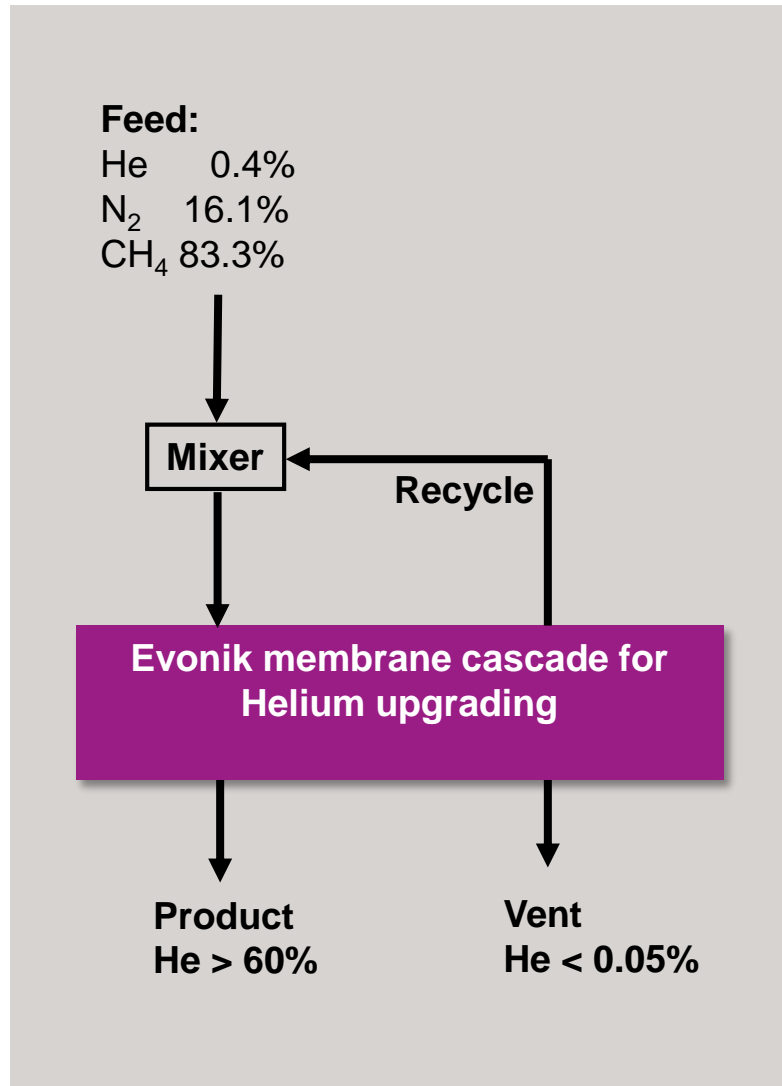 Feed:
He 0.4%
N₂ 16.1%
CH₄ 83.3%
Mixer
Recycle
Evonik membrane cascade for
Helium upgrading
Product
He > 60%
Vent
He < 0.05%